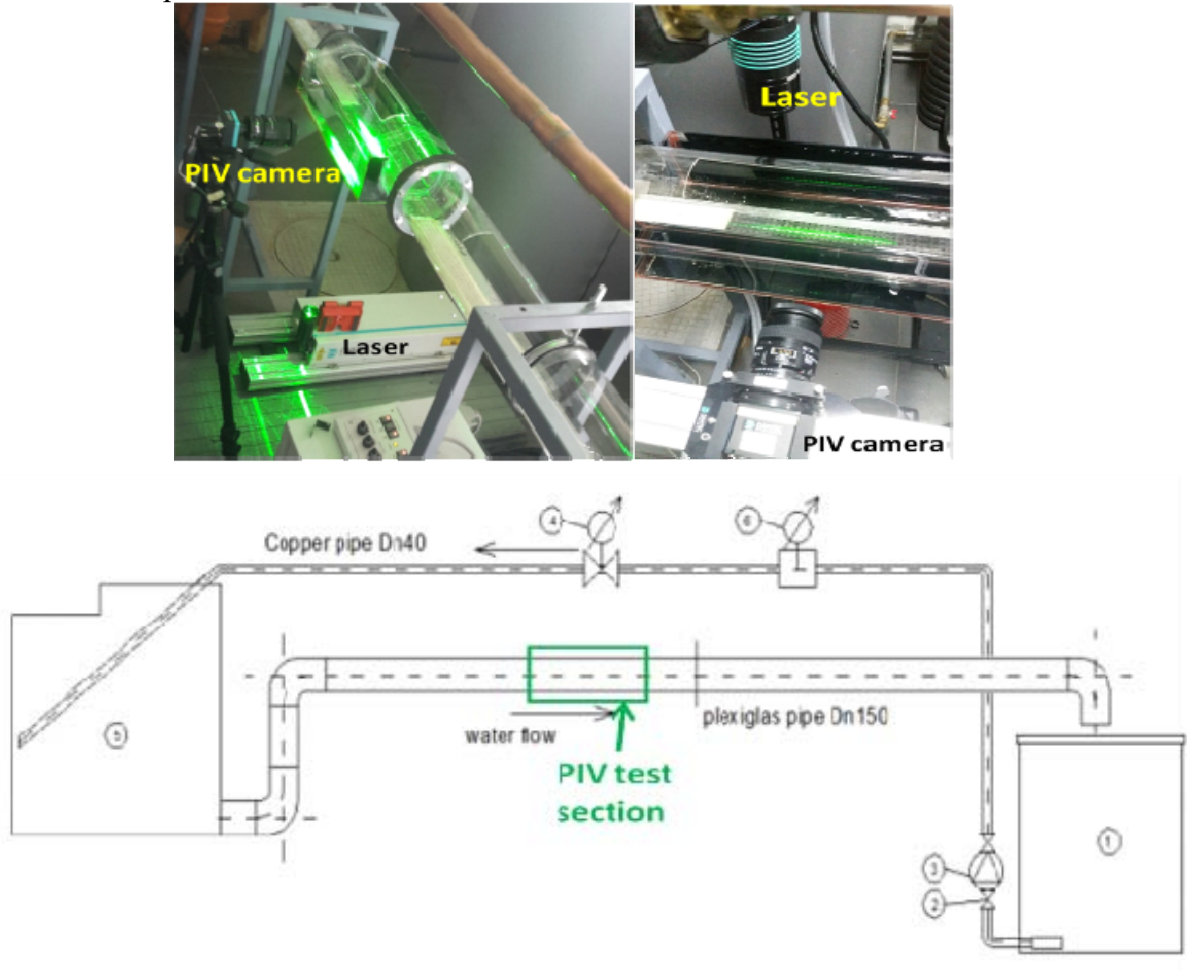 PIV camera
Laser
Laser
PIV camera
4
6
Copper pipe Dn40
5
water flow
plexiglas pipe Dn150
PIV test
section
1
3
2